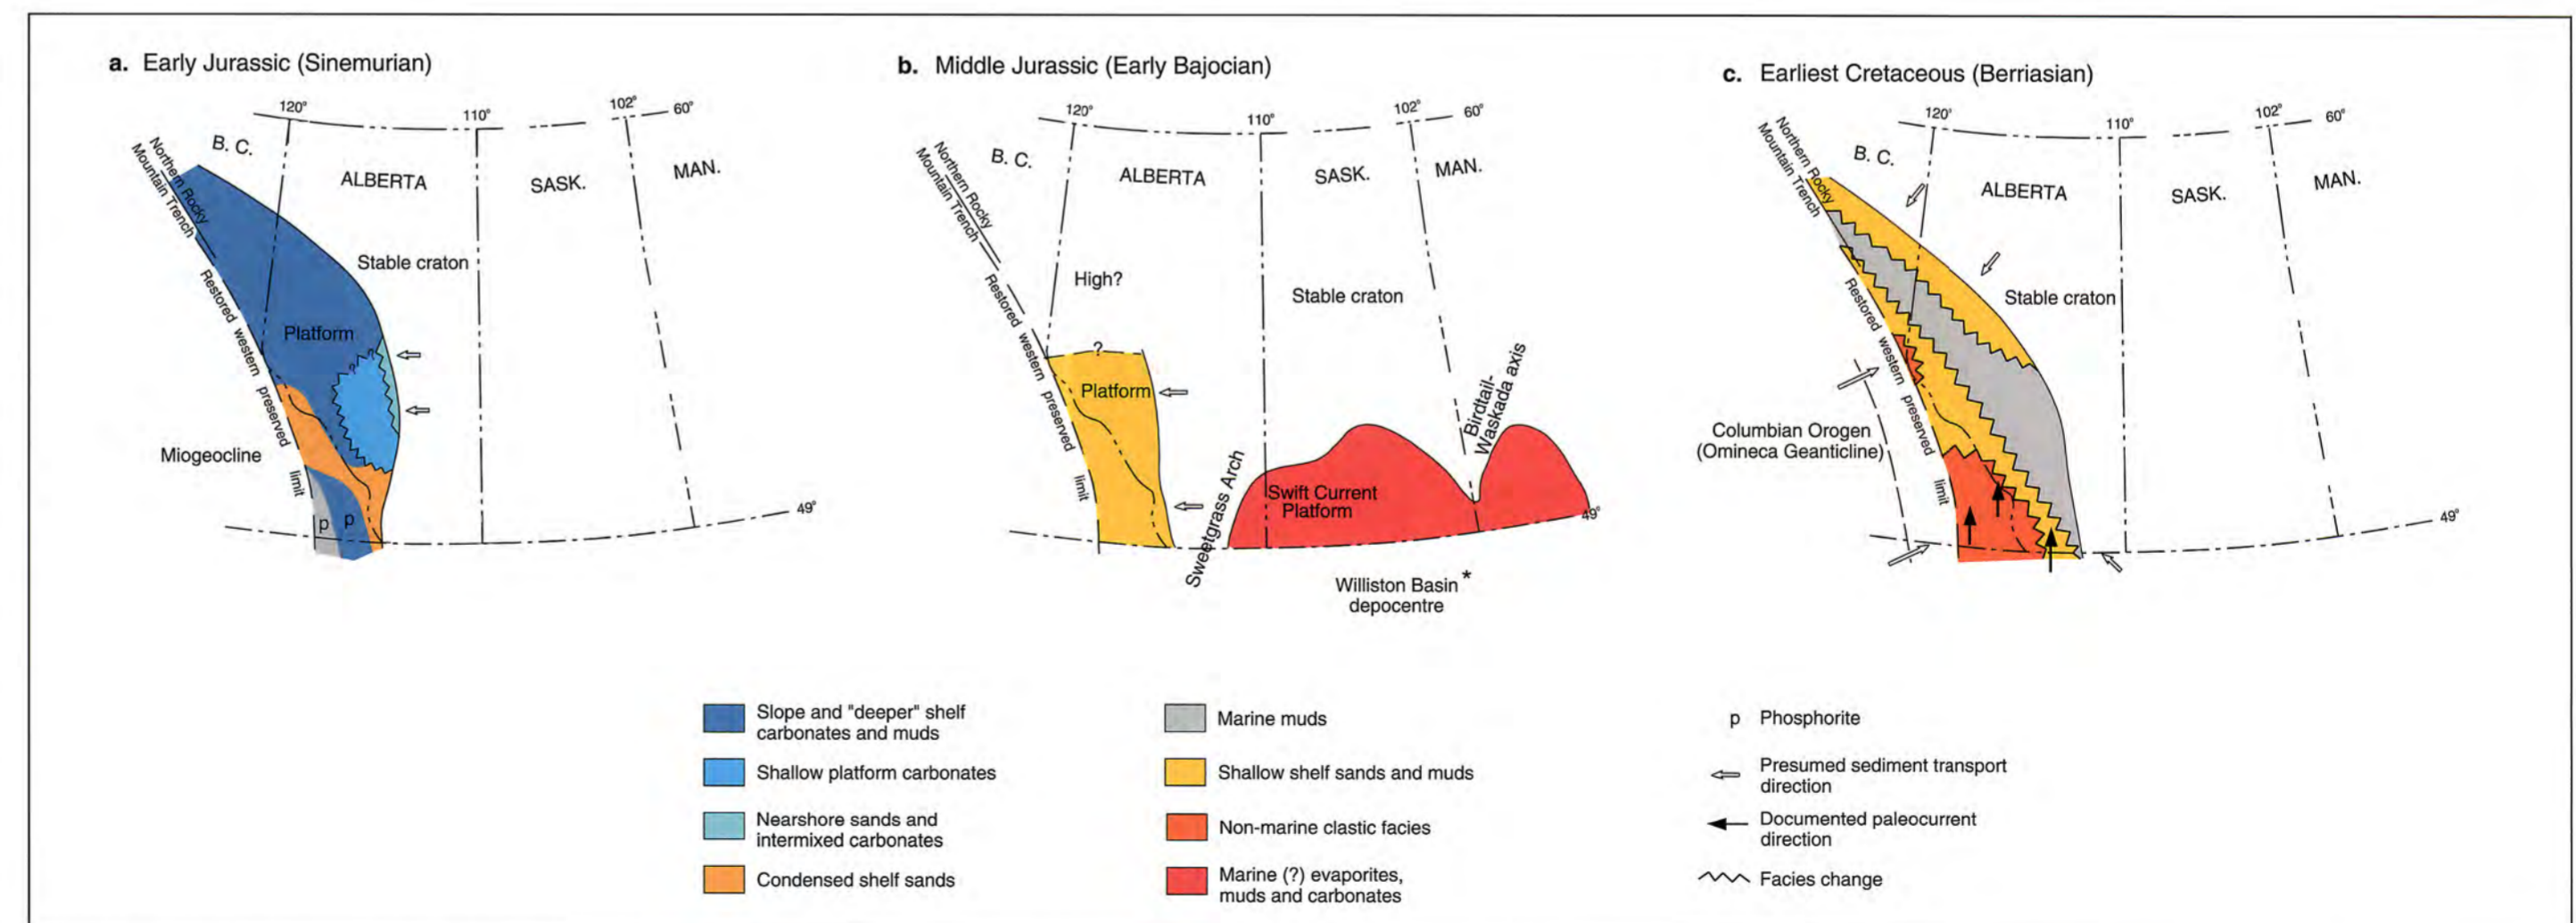 a. Early Jurassic (Sinemurian)
120°
110°
102°
60°
Northern Rocky
Mountain Trench
B. C.
ALBERTA
SASK.
MAN.
Stable craton
Restored western preserved limit
Platform
?
Miogeocline
p
p
49°
b. Middle Jurassic (Early Bajocian)
120°
110°
102°
60°
Northern Rocky
Mountain Trench
B. C.
ALBERTA
SASK.
MAN.
High?
Stable craton
Restored western preserved limit
?
Platform
Sweetgrass Arch
Swift Current
Platform
Birdtail-
Waskada axis
49°
Williston Basin *
depocentre
c. Earliest Cretaceous (Berriasian)
120°
110°
102°
60°
Northern Rocky
Mountain Trench
B. C.
ALBERTA
SASK.
MAN.
Stable craton
Restored western preserved limit
Columbian Orogen
(Omineca Geanticline)
49°
Slope and "deeper" shelf
carbonates and muds
Shallow platform carbonates
Nearshore sands and
intermixed carbonates
Condensed shelf sands
Marine muds
Shallow shelf sands and muds
Non-marine clastic facies
Marine (?) evaporites,
muds and carbonates
p Phosphorite
Presumed sediment transport
direction
Documented paleocurrent
direction
Facies change